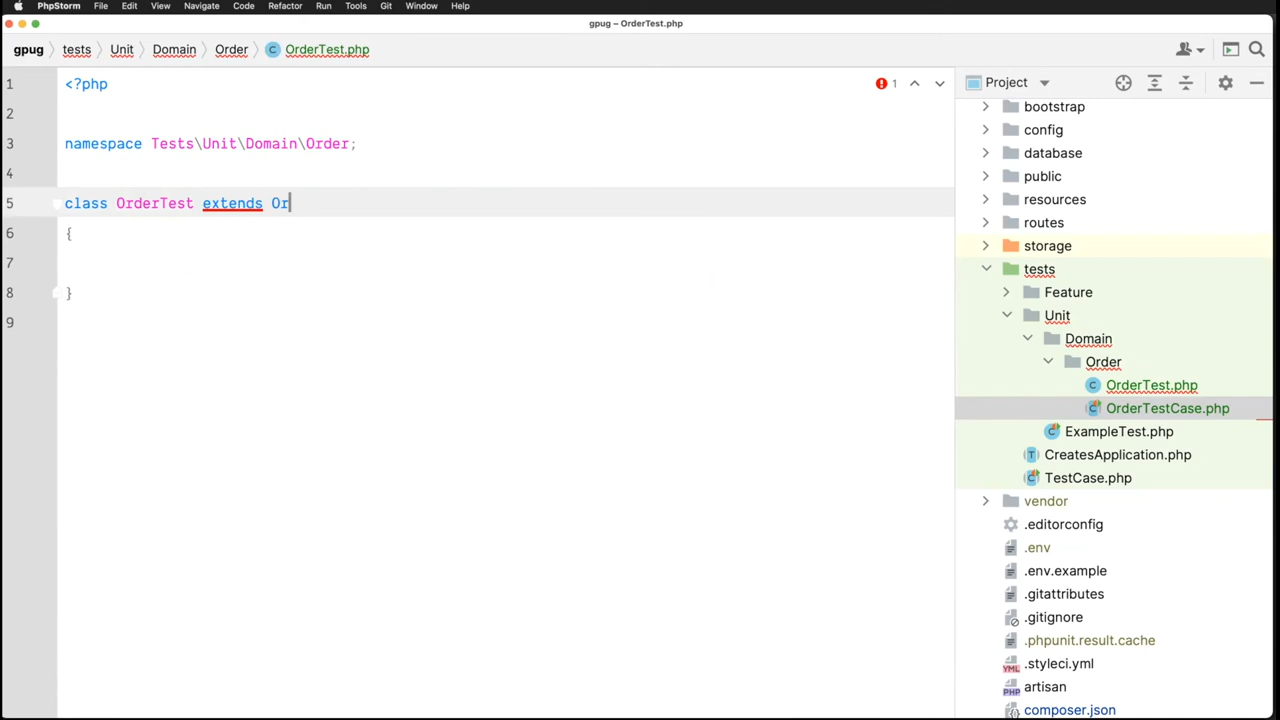 PhpStorm File Edit View Navigate Code Refactor Run Tools Git Window Help
gpug – OrderTest.php
gpug tests Unit Domain Order C OrderTest.php
Project
1 <?php
2
3 namespace Tests\Unit\Domain\Order;
4
5 class OrderTest extends Or
6 {
7
8 }
9
1
bootstrap
config
database
public
resources
routes
storage
tests
Feature
Unit
Domain
Order
C OrderTest.php
C OrderTestCase.php
C ExampleTest.php
T CreatesApplication.php
C TestCase.php
vendor
.editorconfig
.env
.env.example
.gitattributes
.gitignore
.phpunit.result.cache
YML .styleci.yml
PHP artisan
composer.json